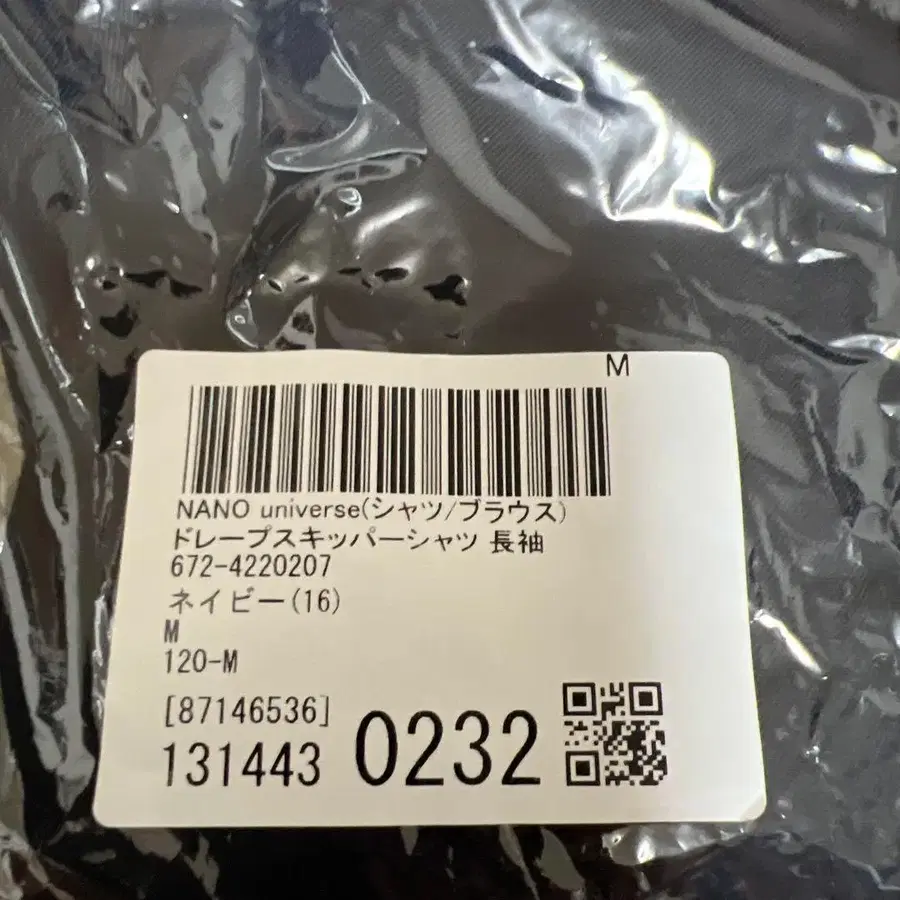 M
NANO universe(シャツ/ブラウス)
ドレープスキッパーシャツ 長袖
672-4220207
ネイビー(16)
M
120-M
[87146536]
131443 0232